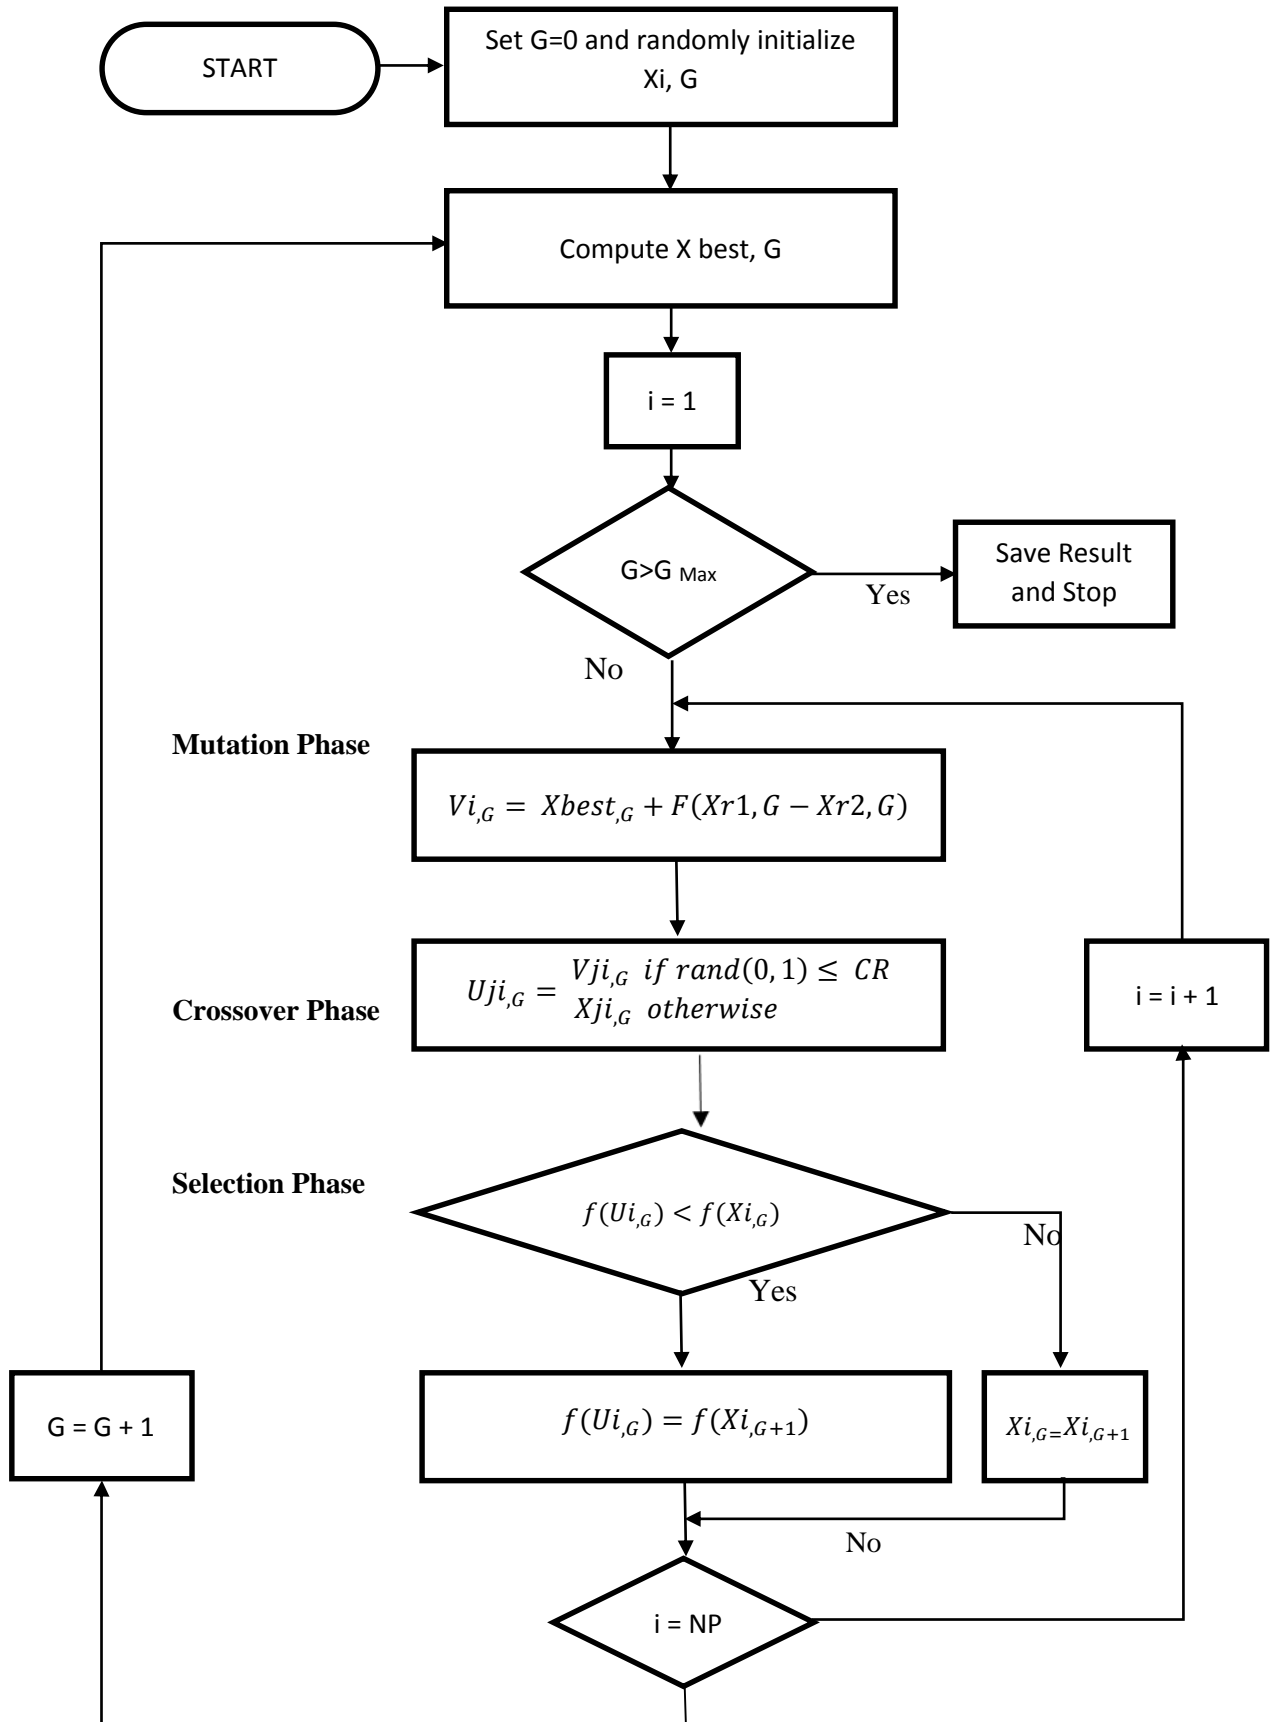 START
Set G=0 and randomly initialize
Xi, G
Compute X best, G
i = 1
G>G Max
Yes
Save Result
and Stop
No
Mutation Phase
Vi,G = Xbest,G + F(Xr1, G − Xr2, G)
Crossover Phase
Uji,G = Vji,G if rand(0, 1) ≤ CR
Xji,G otherwise
i = i + 1
Selection Phase
f(Ui,G) < f(Xi,G)
No
Yes
G = G + 1
f(Ui,G) = f(Xi,G+1)
Xi,G=Xi,G+1
No
i = NP